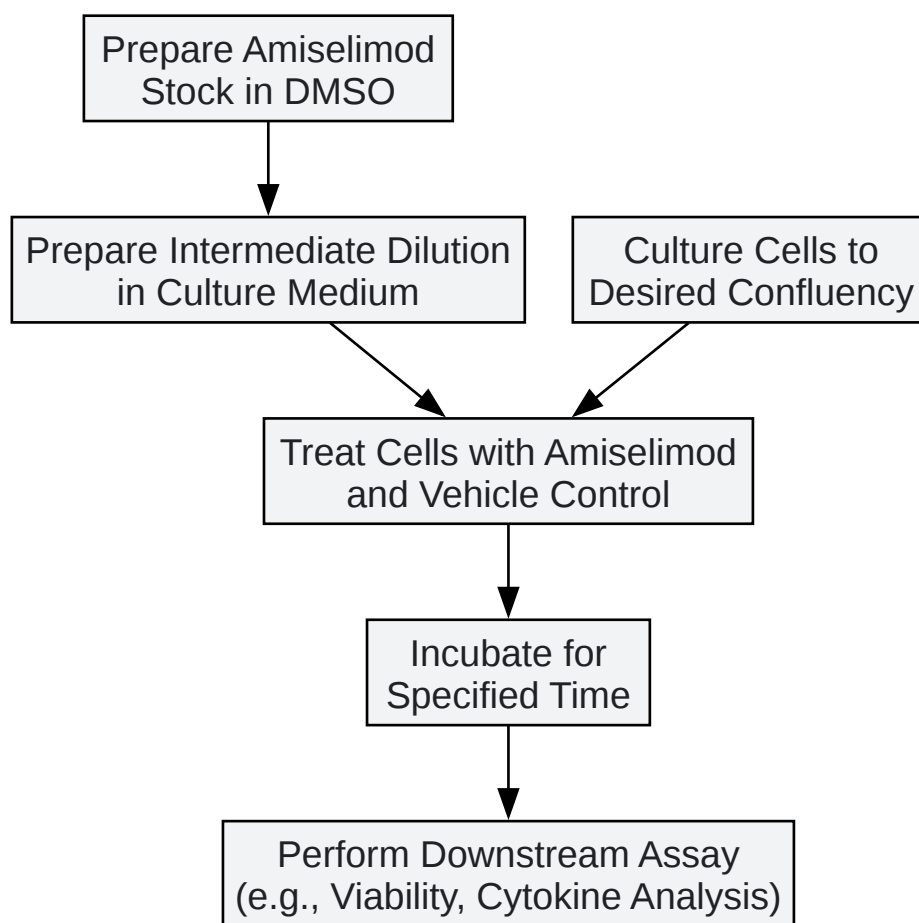 Prepare Amiselimod
Stock in DMSO
Prepare Intermediate Dilution
in Culture Medium
Culture Cells to
Desired Confluency
Treat Cells with Amiselimod
and Vehicle Control
Incubate for
Specified Time
Perform Downstream Assay
(e.g., Viability, Cytokine Analysis)